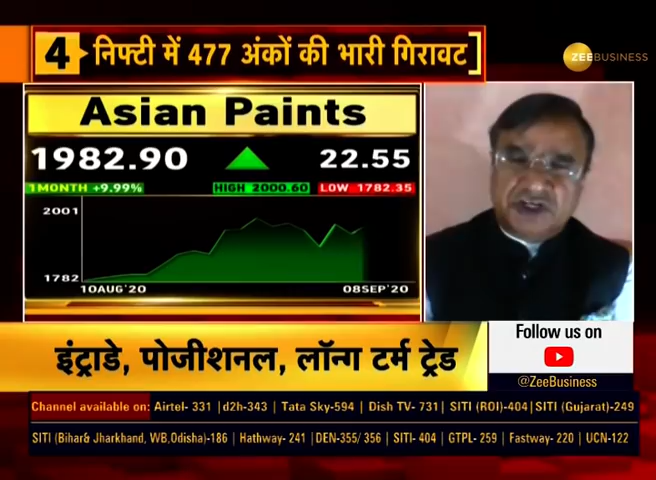 4 निफ्टी में 477 अंकों की भारी गिरावट
ZEEBUSINESS
Asian Paints
1982.90 22.55
1 MONTH +9.99% HIGH 2000.60 LOW 1782.35
2001
1782
10AUG'20 08SEP'20
इंट्राडे, पोजीशनल, लॉन्ग टर्म ट्रेड
Follow us on
@ZeeBusiness
Channel available on: Airtel- 331 |d2h-343 | Tata Sky-594 | Dish TV- 731| SITI (ROI)-404| SITI (Gujarat)-249
SITI (Bihar& Jharkhand, WB,Odisha)-186 | Hathway- 241 |DEN-355/ 356 | SITI- 404 | GTPL- 259 | Fastway- 220 | UCN-122